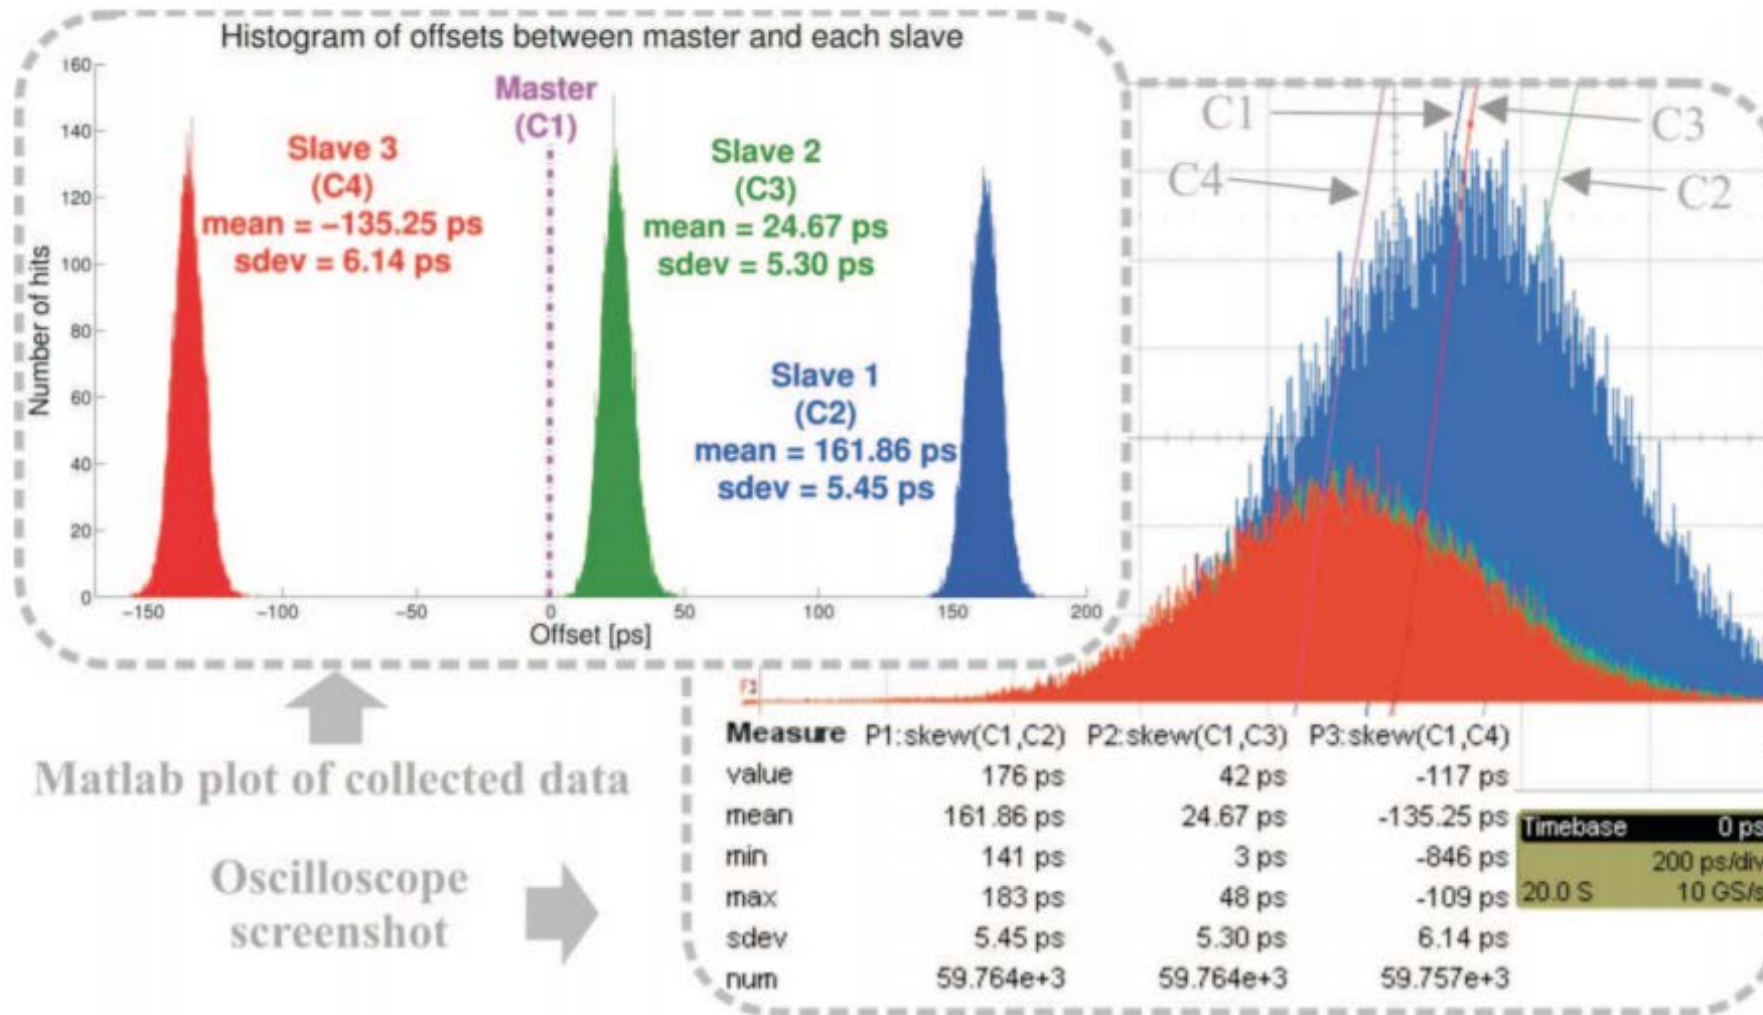 Histogram of offsets between master and each slave
160
140
120
100
80
60
40
20
0
Number of hits
Master
(C1)
Slave 3
(C4)
mean = −135.25 ps
sdev = 6.14 ps
Slave 2
(C3)
mean = 24.67 ps
sdev = 5.30 ps
Slave 1
(C2)
mean = 161.86 ps
sdev = 5.45 ps
−150 −100 −50 0 50 100 150 200
Offset [ps]
C1
C3
C4
C2
Matlab plot of collected data
Oscilloscope
screenshot
Measure P1:skew(C1,C2) P2:skew(C1,C3) P3:skew(C1,C4)
value 176 ps 42 ps -117 ps
mean 161.86 ps 24.67 ps -135.25 ps
min 141 ps 3 ps -846 ps
max 183 ps 48 ps -109 ps
sdev 5.45 ps 5.30 ps 6.14 ps
num 59.764e+3 59.764e+3 59.757e+3
Timebase 0 ps
200 ps/div
20.0 S 10 GS/s